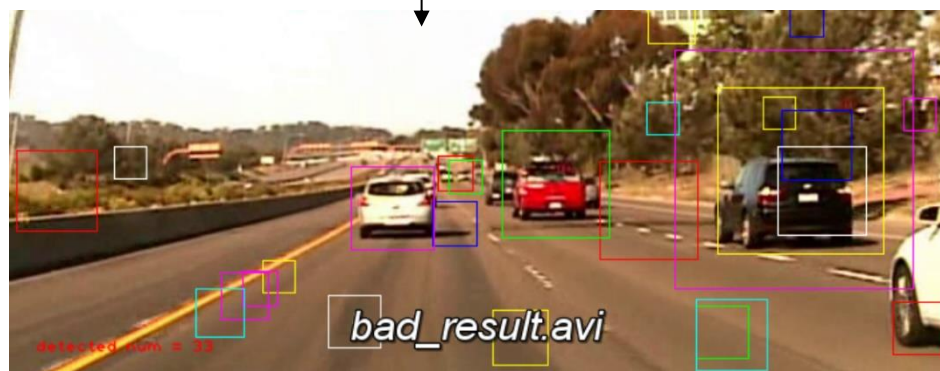 bad_result.avi
detected num = 33